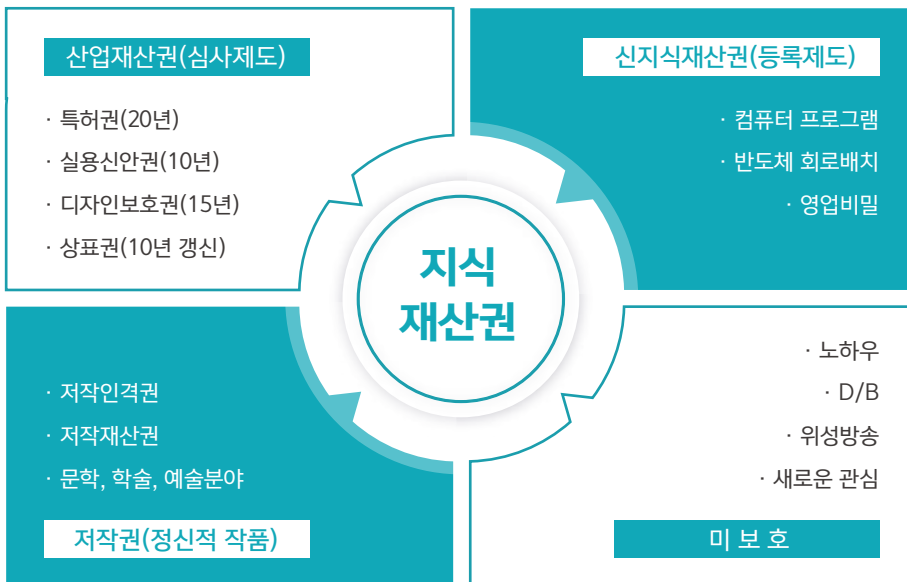 산업재산권(심사제도)
· 특허권(20년)
· 실용신안권(10년)
· 디자인보호권(15년)
· 상표권(10년 갱신)
신지식재산권(등록제도)
· 컴퓨터 프로그램
· 반도체 회로배치
· 영업비밀
지식
재산권
· 저작인격권
· 저작재산권
· 문학, 학술, 예술분야
저작권(정신적 작품)
· 노하우
· D/B
· 위성방송
· 새로운 관심
미 보 호